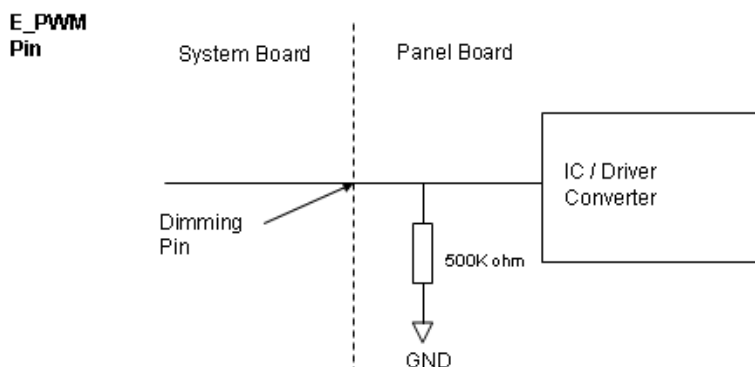 E_PWM
Pin
System Board
Panel Board
IC / Driver
Converter
Dimming
Pin
500K ohm
GND